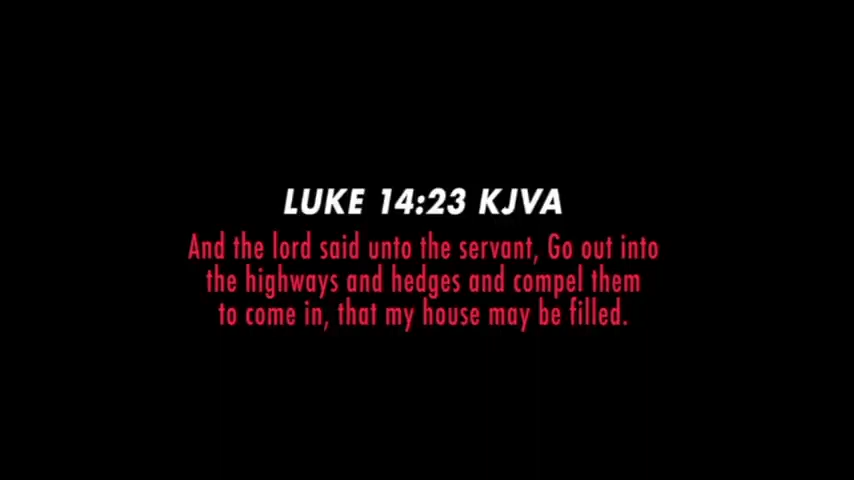 LUKE 14:23 KJVA
And the lord said unto the servant, Go out into
the highways and hedges and compel them
to come in, that my house may be filled.